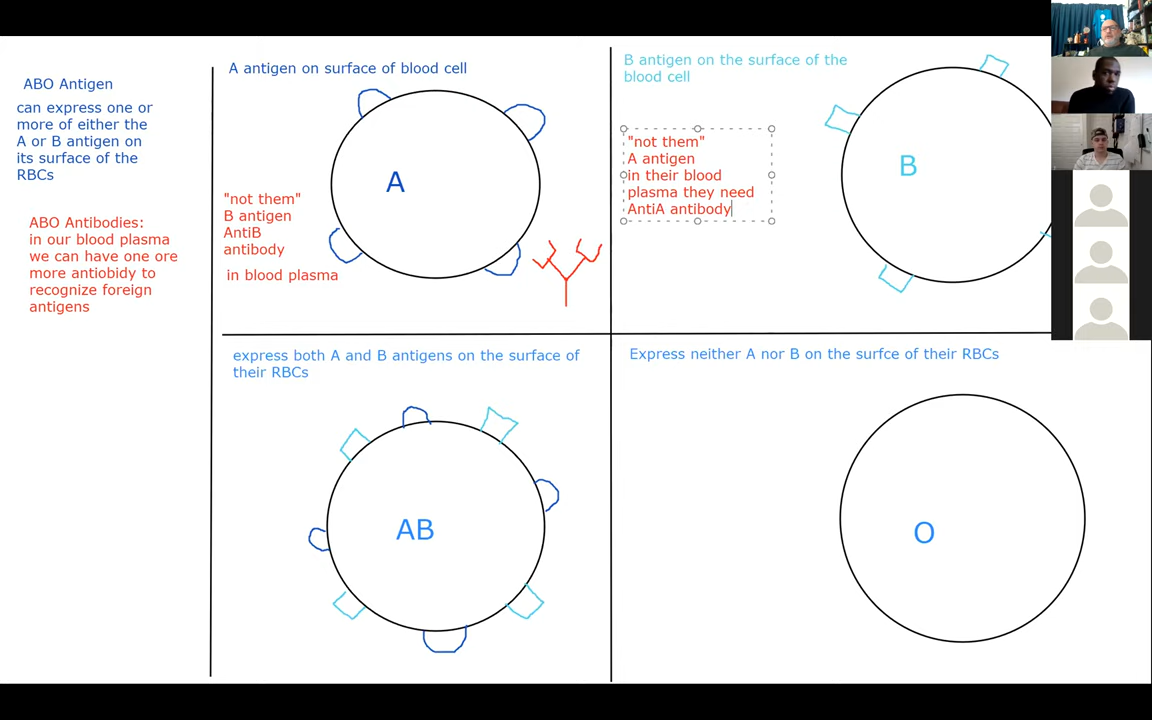 ABO Antigen
can express one or
more of either the
A or B antigen on
its surface of the
RBCs
ABO Antibodies:
in our blood plasma
we can have one ore
more antiobidy to
recognize foreign
antigens
A antigen on surface of blood cell
A
"not them"
B antigen
AntiB
antibody
in blood plasma
B antigen on the surface of the
blood cell
"not them"
A antigen
in their blood
plasma they need
AntiA antibody
B
express both A and B antigens on the surface of
their RBCs
AB
Express neither A nor B on the surfce of their RBCs
O